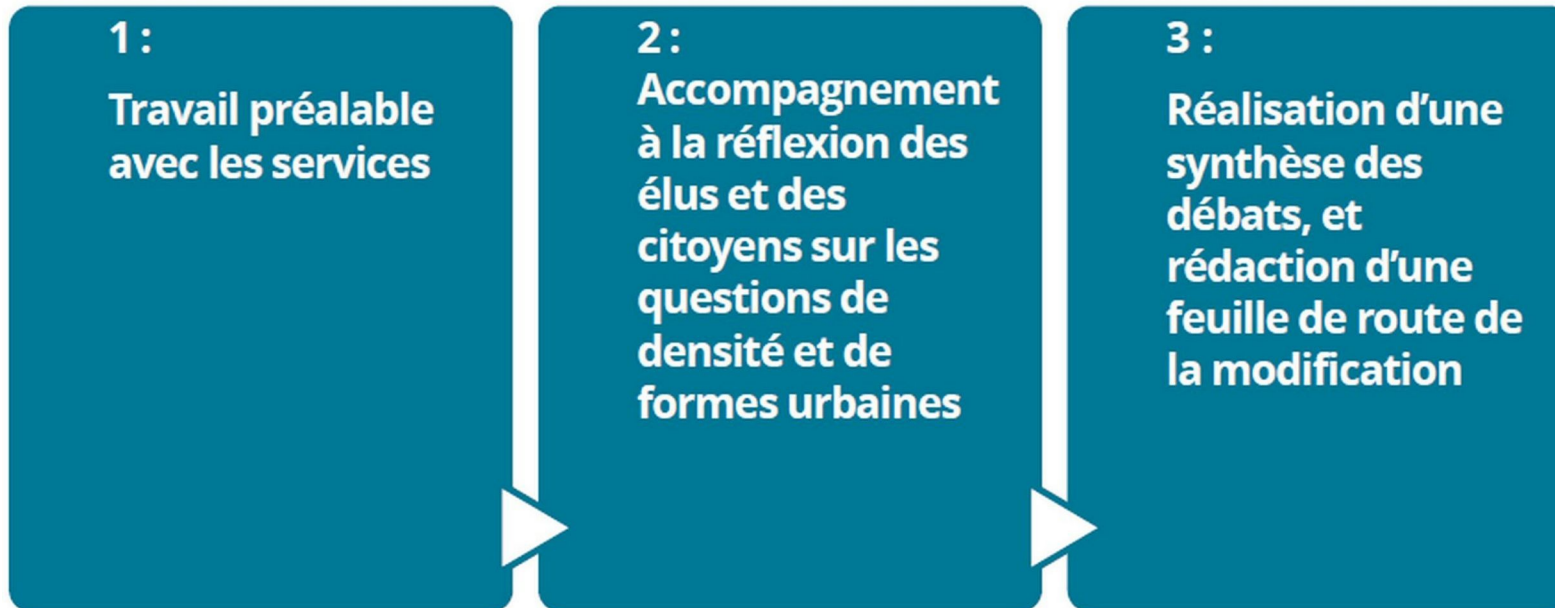 1 :
Travail préalable
avec les services
2 :
Accompagnement
à la réflexion des
élus et des
citoyens sur les
questions de
densité et de
formes urbaines
3 :
Réalisation d’une
synthèse des
débats, et
rédaction d’une
feuille de route de
la modification